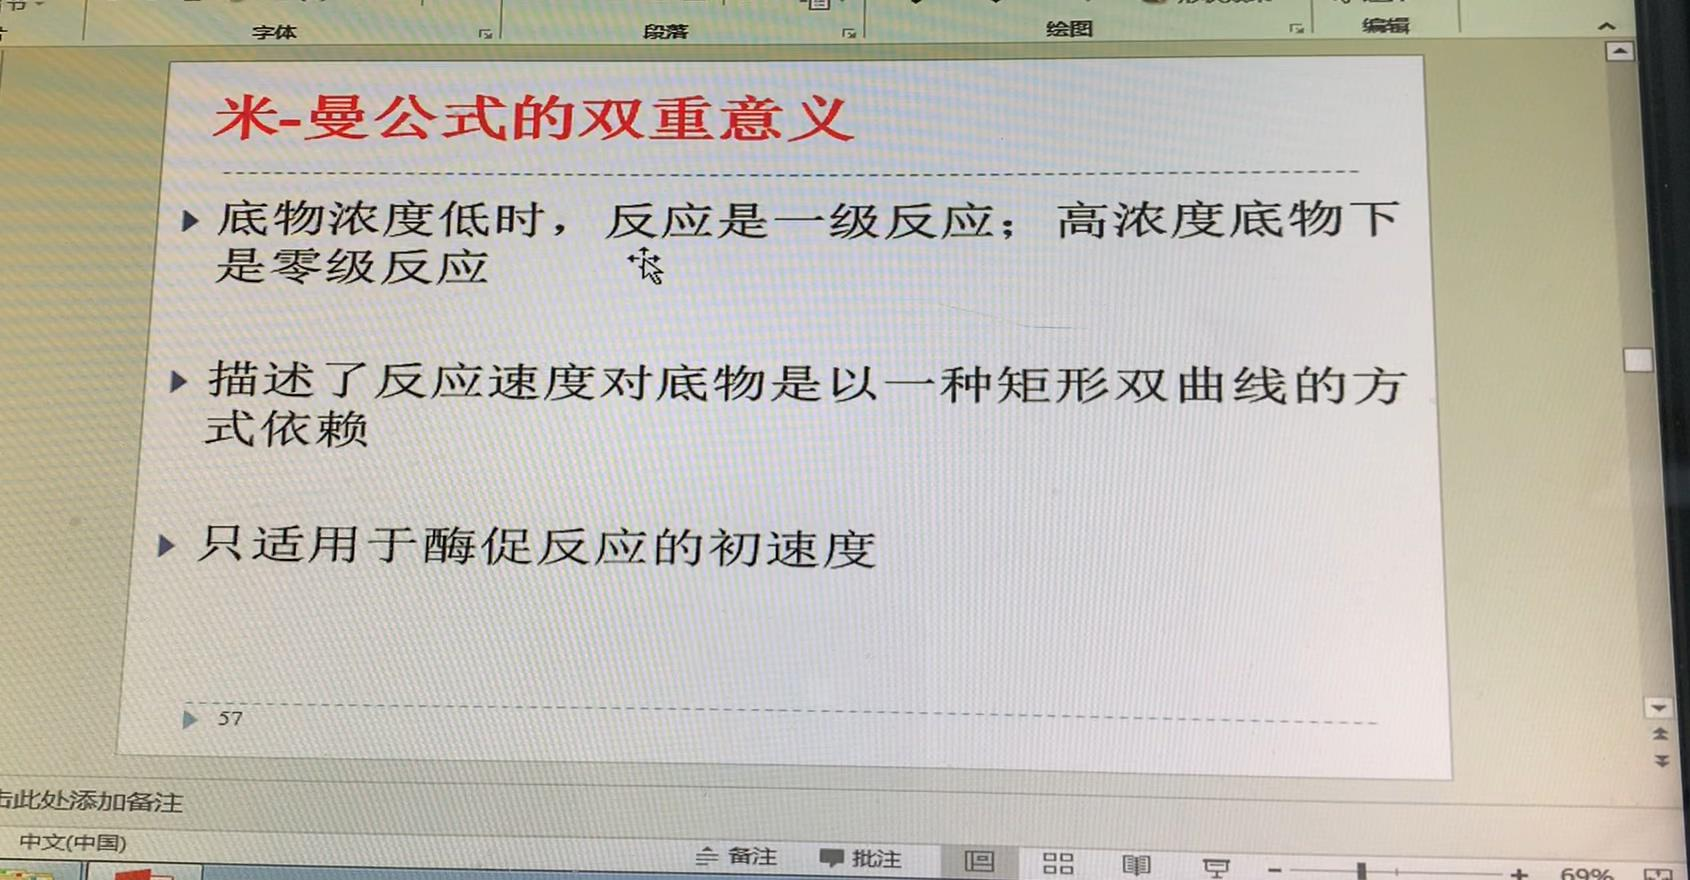 字体
段落
绘图
编辑
米-曼公式的双重意义
底物浓度低时，反应是一级反应；高浓度底物下
是零级反应
描述了反应速度对底物是以一种矩形双曲线的方
式依赖
只适用于酶促反应的初速度
57
击此处添加备注
中文(中国)
备注
批注
69%